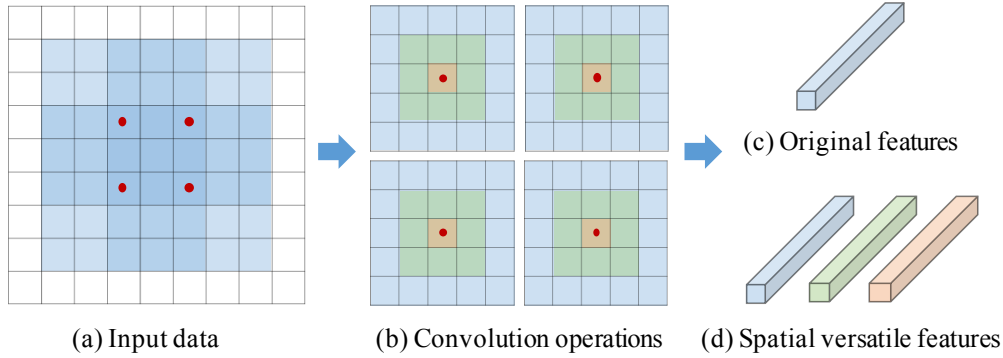 (a) Input data
(b) Convolution operations
(c) Original features
(d) Spatial versatile features